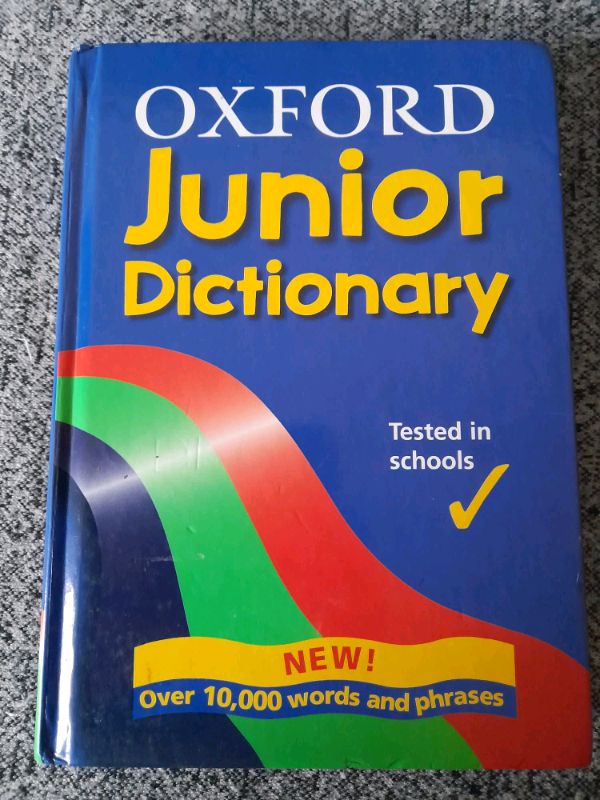 OXFORD
Junior
Dictionary
Tested in
schools
NEW!
Over 10,000 words and phrases